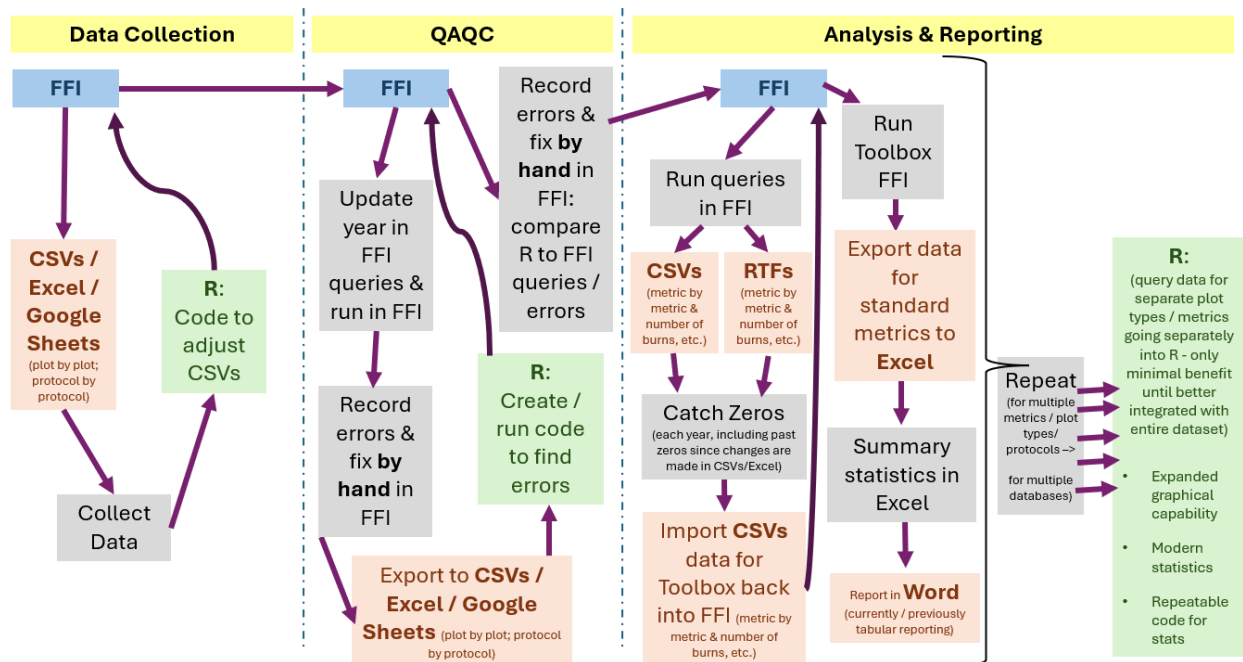 Data Collection
QAQC
Analysis & Reporting
FFI
CSVs /
Excel /
Google
Sheets
(plot by plot;
protocol by
protocol)
Collect
Data
R:
Code to
adjust
CSVs
FFI
Update
year in
FFI
queries &
run in FFI
Record
errors &
fix by
hand in
FFI
Export to CSVs /
Excel / Google
Sheets (plot by plot; protocol
by protocol)
R:
Create /
run code
to find
errors
Record
errors &
fix by
hand in
FFI:
compare
R to FFI
queries /
errors
FFI
Run queries
in FFI
CSVs
(metric by
metric &
number of
burns, etc.)
RTFs
(metric by
metric &
number of
burns, etc.)
Catch Zeros
(each year, including past
zeros since changes are
made in CSVs/Excel)
Import CSVs
data for
Toolbox back
into FFI (metric by
metric & number of
burns, etc.)
Run
Toolbox
FFI
Export data
for
standard
metrics to
Excel
Summary
statistics in
Excel
Report in Word
(currently / previously
tabular reporting)
Repeat
(for multiple
metrics / plot
types/
protocols –>
for multiple
databases)
R:
(query data for
separate plot
types / metrics
going separately
into R - only
minimal benefit
until better
integrated with
entire dataset)
• Expanded
graphical
capability
• Modern
statistics
• Repeatable
code for
stats